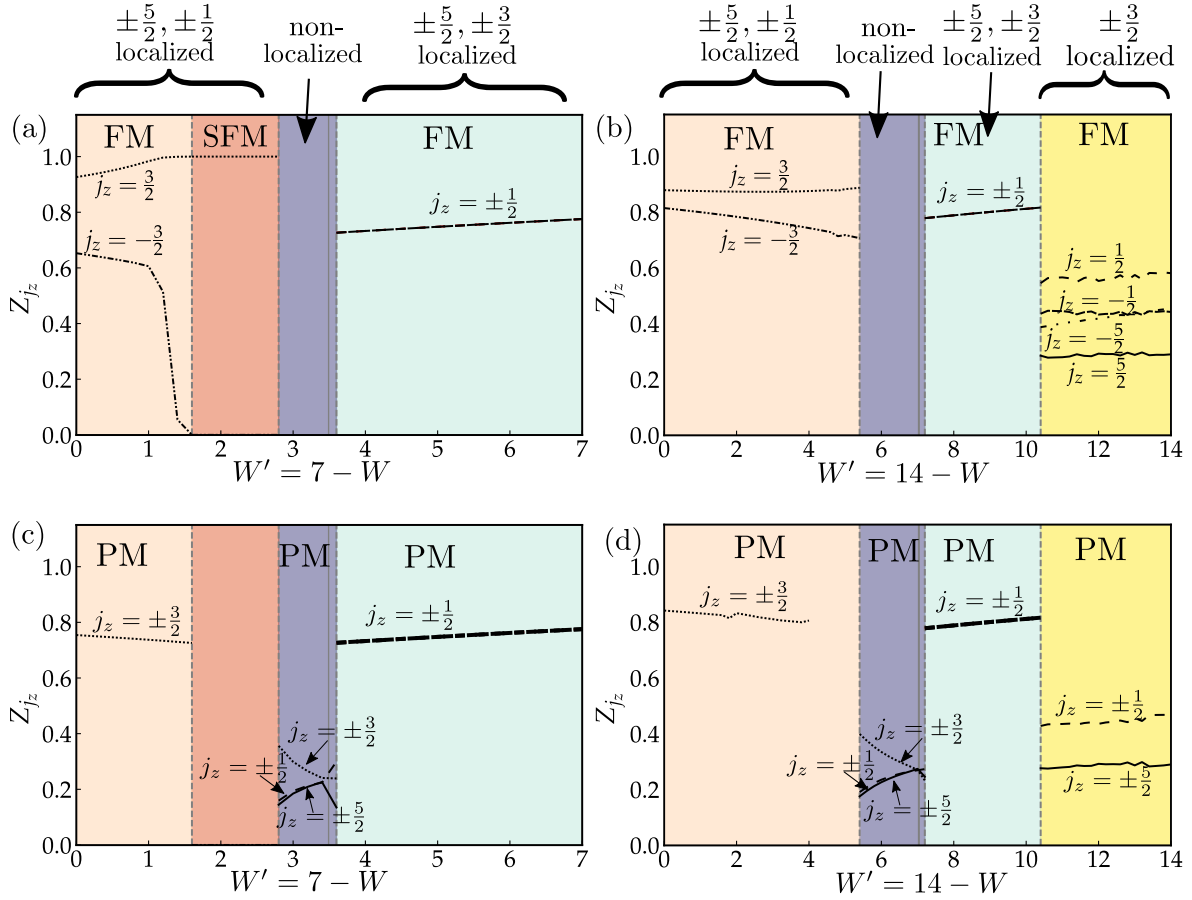 ±5/2, ±1/2
localized
non-
localized
±5/2, ±3/2
localized
±5/2, ±1/2
localized
non-
localized
±5/2, ±3/2
localized
±3/2
localized
(a)
FM
SFM
FM
j_z = 3/2
j_z = −3/2
j_z = ±1/2
Z_{j_z}
1.0
0.8
0.6
0.4
0.2
0.0
0 1 2 3 4 5 6 7
W′ = 7 − W
(b)
FM
FM
FM
j_z = 3/2
j_z = −3/2
j_z = ±1/2
j_z = 1/2
j_z = −1/2
j_z = −5/2
j_z = 5/2
Z_{j_z}
1.0
0.8
0.6
0.4
0.2
0.0
0 2 4 6 8 10 12 14
W′ = 14 − W
(c)
PM
PM
PM
j_z = ±3/2
j_z = ±1/2
j_z = ±3/2
j_z = ±1/2
j_z = ±5/2
Z_{j_z}
1.0
0.8
0.6
0.4
0.2
0.0
0 1 2 3 4 5 6 7
W′ = 7 − W
(d)
PM
PM
PM
PM
j_z = ±3/2
j_z = ±1/2
j_z = ±3/2
j_z = ±1/2
j_z = ±5/2
j_z = ±1/2
j_z = ±5/2
Z_{j_z}
1.0
0.8
0.6
0.4
0.2
0.0
0 2 4 6 8 10 12 14
W′ = 14 − W